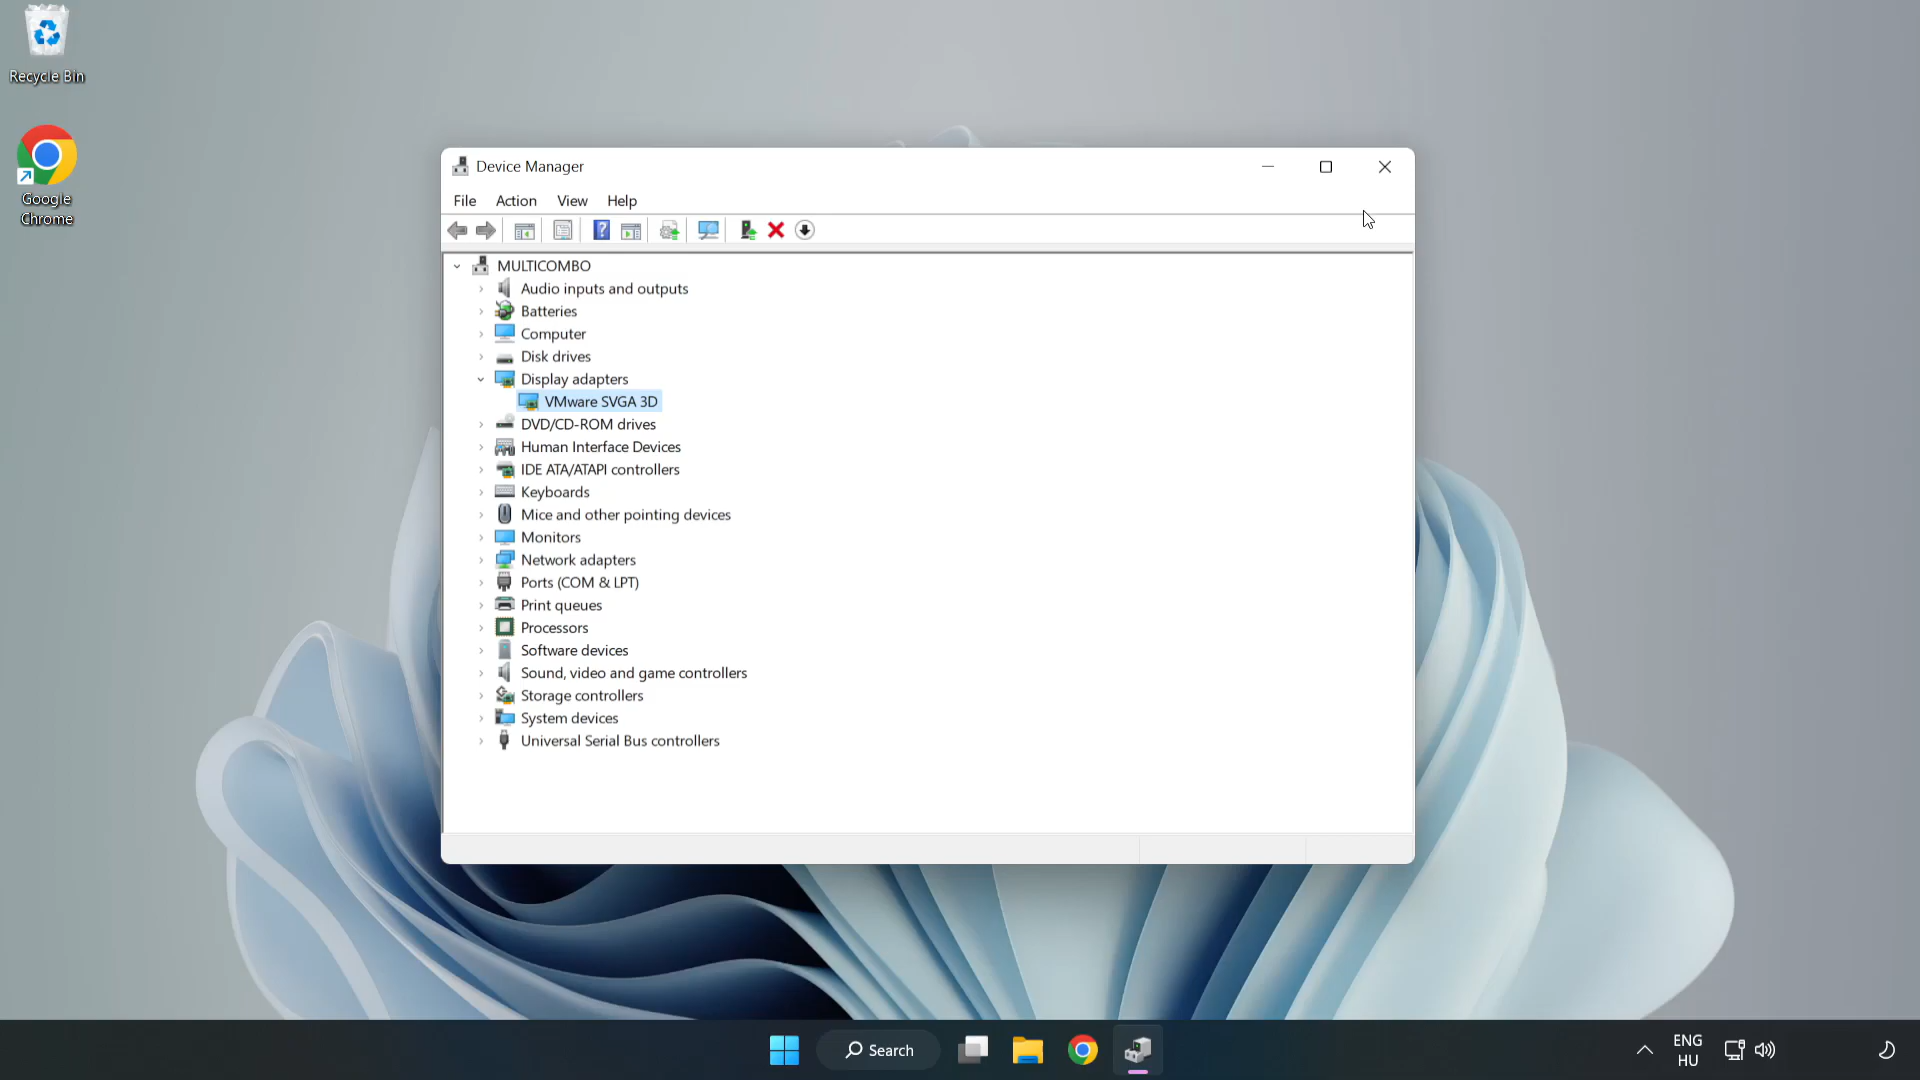 Recycle Bin
Google
Chrome
Device Manager
File Action View Help
MULTICOMBO
Audio inputs and outputs
Batteries
Computer
Disk drives
Display adapters
VMware SVGA 3D
DVD/CD-ROM drives
Human Interface Devices
IDE ATA/ATAPI controllers
Keyboards
Mice and other pointing devices
Monitors
Network adapters
Ports (COM & LPT)
Print queues
Processors
Software devices
Sound, video and game controllers
Storage controllers
System devices
Universal Serial Bus controllers
Search
ENG
HU